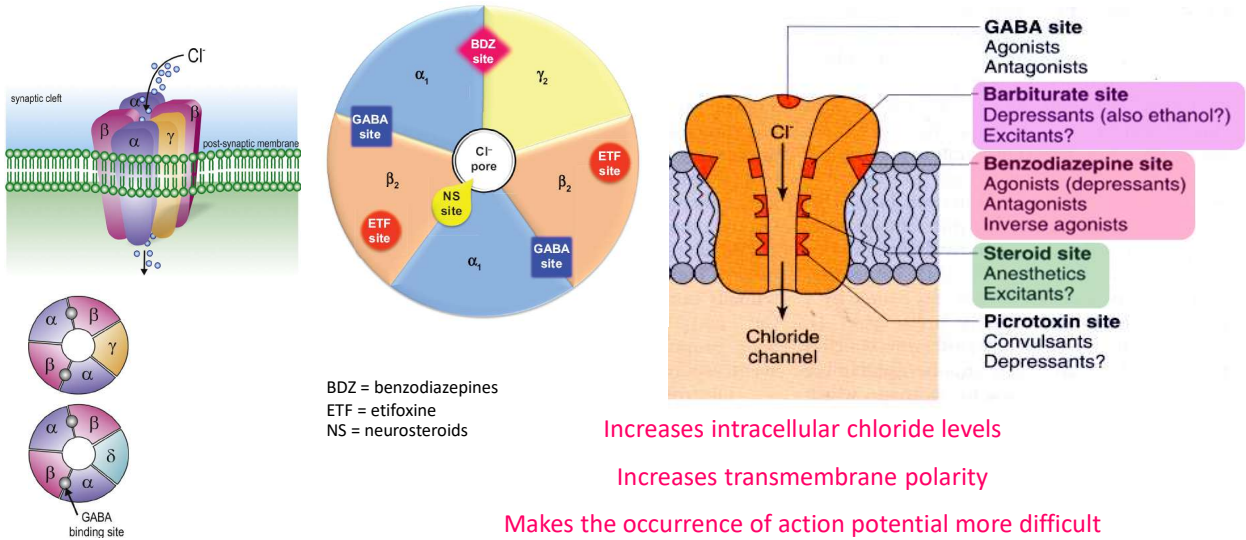 Cl⁻
synaptic cleft
α
β
β
α
γ
post-synaptic membrane
α
β
γ
β
α
α
β
δ
β
α
GABA
binding site
BDZ
site
α₁
γ₂
GABA
site
Cl⁻
pore
ETF
site
β₂
β₂
NS
site
ETF
site
α₁
GABA
site
BDZ = benzodiazepines
ETF = etifoxine
NS = neurosteroids
Cl⁻
Chloride
channel
GABA site
Agonists
Antagonists
Barbiturate site
Depressants (also ethanol?)
Excitants?
Benzodiazepine site
Agonists (depressants)
Antagonists
Inverse agonists
Steroid site
Anesthetics
Excitants?
Picrotoxin site
Convulsants
Depressants?
Increases intracellular chloride levels
Increases transmembrane polarity
Makes the occurrence of action potential more difficult